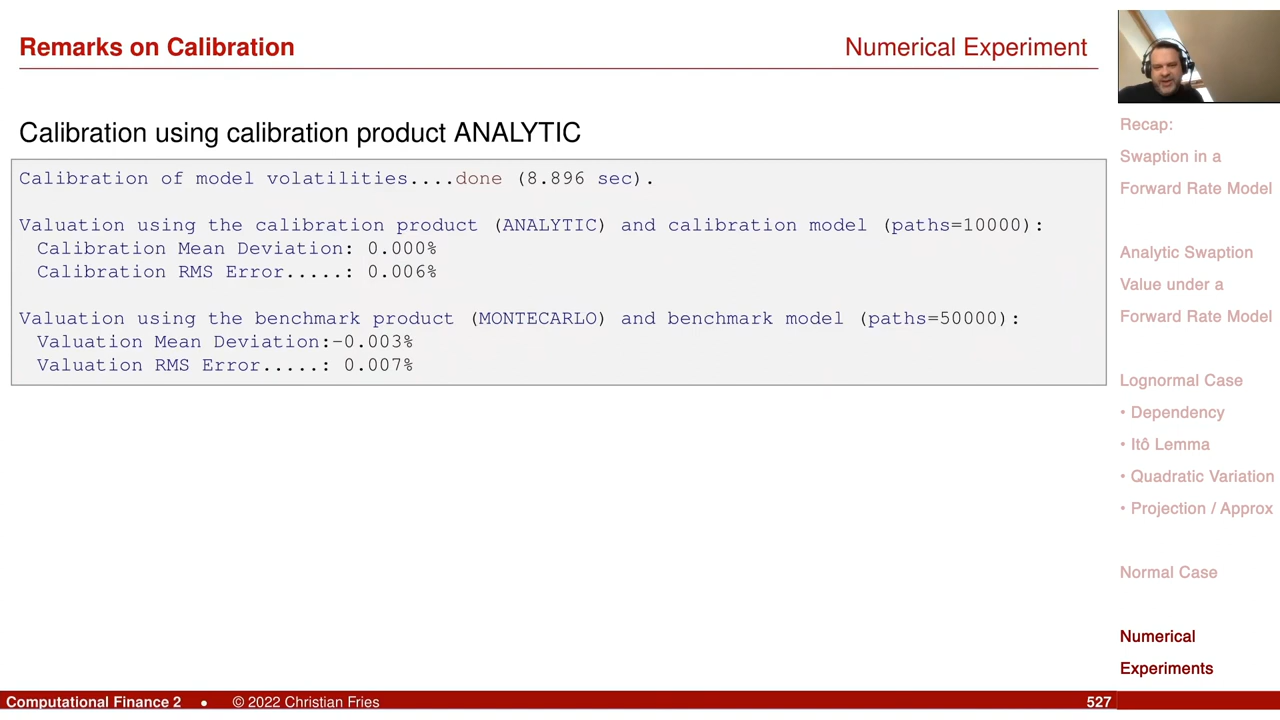 Remarks on Calibration
Numerical Experiment
Calibration using calibration product ANALYTIC
Calibration of model volatilities....done (8.896 sec).
Valuation using the calibration product (ANALYTIC) and calibration model (paths=10000):
Calibration Mean Deviation: 0.000%
Calibration RMS Error.....: 0.006%
Valuation using the benchmark product (MONTECARLO) and benchmark model (paths=50000):
Valuation Mean Deviation:-0.003%
Valuation RMS Error.....: 0.007%
Recap:
Swaption in a
Forward Rate Model
Analytic Swaption
Value under a
Forward Rate Model
Lognormal Case
• Dependency
• Itô Lemma
• Quadratic Variation
• Projection / Approx
Normal Case
Numerical
Experiments
Computational Finance 2 • © 2022 Christian Fries 527